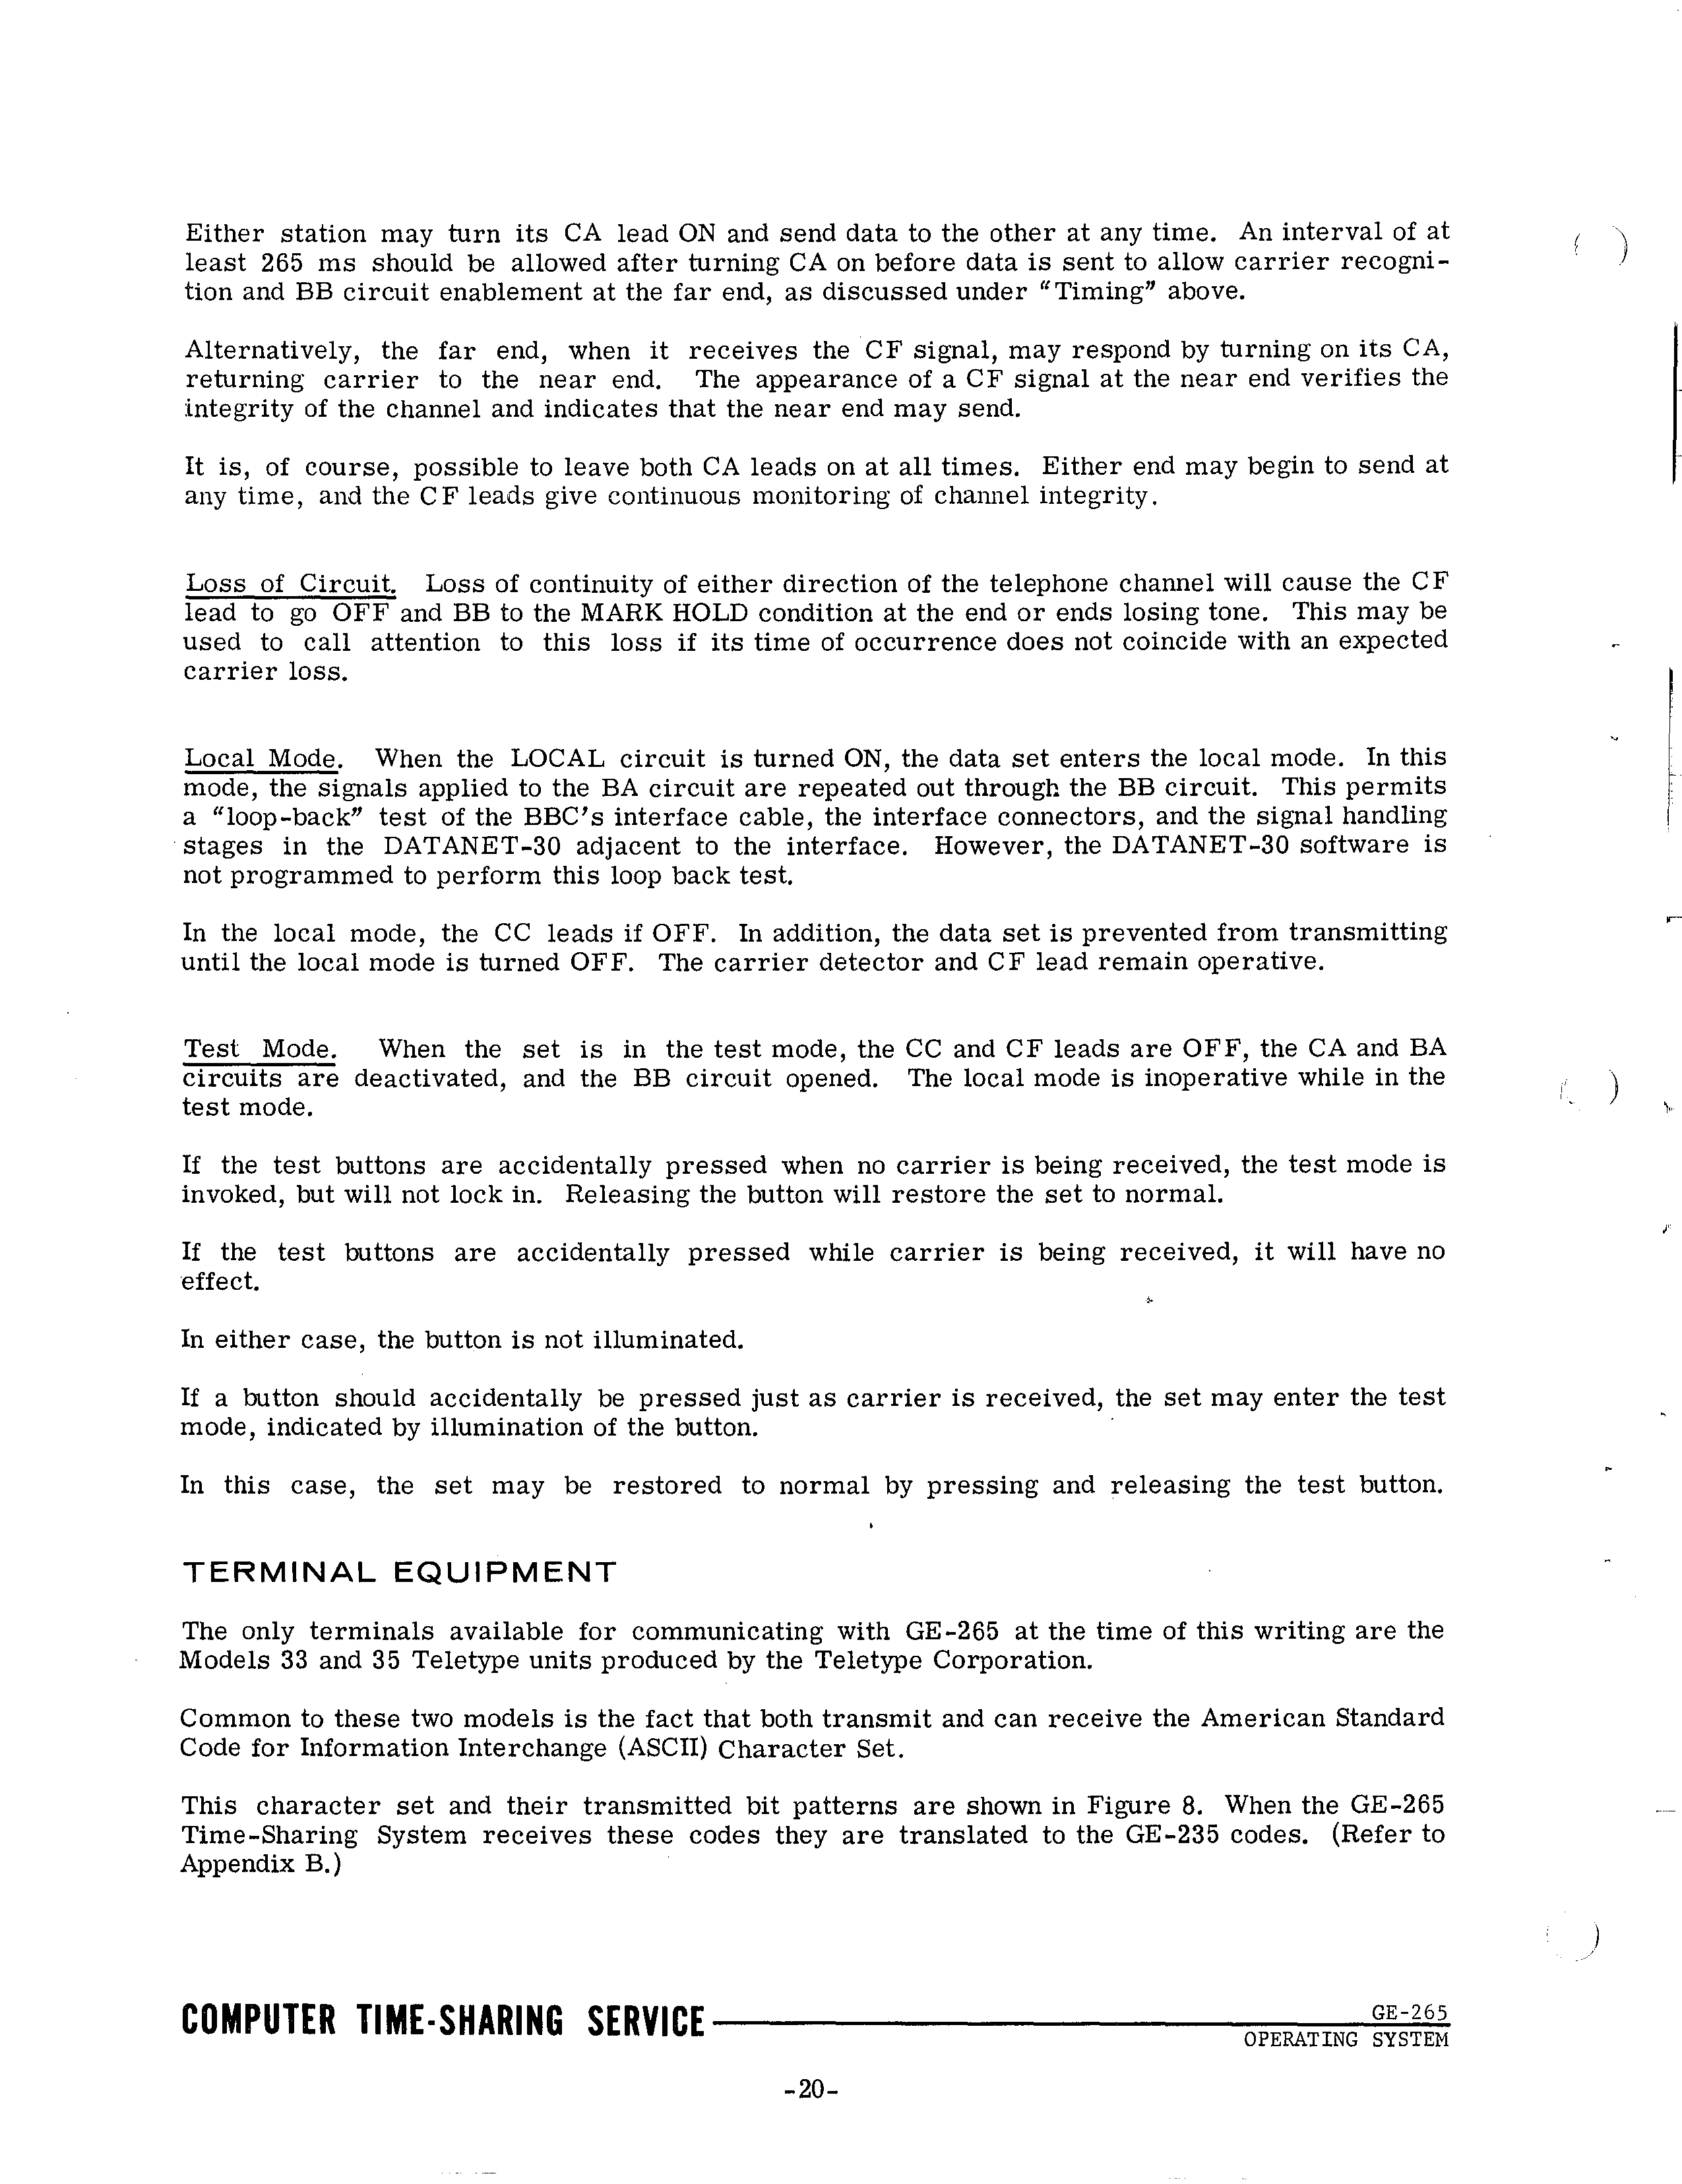 Either station may turn its CA lead ON and send data to the other at any time. An interval of at
least 265 ms should be allowed after turning CA on before data is sent to allow carrier recogni-
tion and BB circuit enablement at the far end, as discussed under “Timing” above.
Alternatively, the far end, when it receives the CF signal, may respond by turning on its CA,
returning carrier to the near end. The appearance of a CF signal at the near end verifies the
integrity of the channel and indicates that the near end may send.
It is, of course, possible to leave both CA leads on at all times. Either end may begin to send at
any time, and the CF leads give continuous monitoring of channel integrity.
Loss of Circuit. Loss of continuity of either direction of the telephone channel will cause the CF
lead to go OFF and BB to the MARK HOLD condition at the end or ends losing tone. This may be
used to call attention to this loss if its time of occurrence does not coincide with an expected
carrier loss.
Local Mode. When the LOCAL circuit is turned ON, the data set enters the local mode. In this
mode, the signals applied to the BA circuit are repeated out through the BB circuit. This permits
a “loop-back” test of the BBC's interface cable, the interface connectors, and the signal handling
stages in the DATANET-30 adjacent to the interface. However, the DATANET-30 software is
not programmed to perform this loop back test.
In the local mode, the CC leads if OFF. In addition, the data set is prevented from transmitting
until the local mode is turned OFF. The carrier detector and CF lead remain operative.
Test Mode. When the set is in the test mode, the CC and CF leads are OFF, the CA and BA
circuits are deactivated, and the BB circuit opened. The local mode is inoperative while in the
test mode.
If the test buttons are accidentally pressed when no carrier is being received, the test mode is
invoked, but will not lock in. Releasing the button will restore the set to normal.
If the test buttons are accidentally pressed while carrier is being received, it will have no
effect.
In either case, the button is not illuminated.
If a button should accidentally be pressed just as carrier is received, the set may enter the test
mode, indicated by illumination of the button.
In this case, the set may be restored to normal by pressing and releasing the test button.
TERMINAL EQUIPMENT
The only terminals available for communicating with GE-265 at the time of this writing are the
Models 33 and 35 Teletype units produced by the Teletype Corporation.
Common to these two models is the fact that both transmit and can receive the American Standard
Code for Information Interchange (ASCII) Character Set.
This character set and their transmitted bit patterns are shown in Figure 8. When the GE-265
Time-Sharing System receives these codes they are translated to the GE-235 codes. (Refer to
Appendix B.)
COMPUTER TIME-SHARING SERVICE
GE-265
OPERATING SYSTEM
-20-